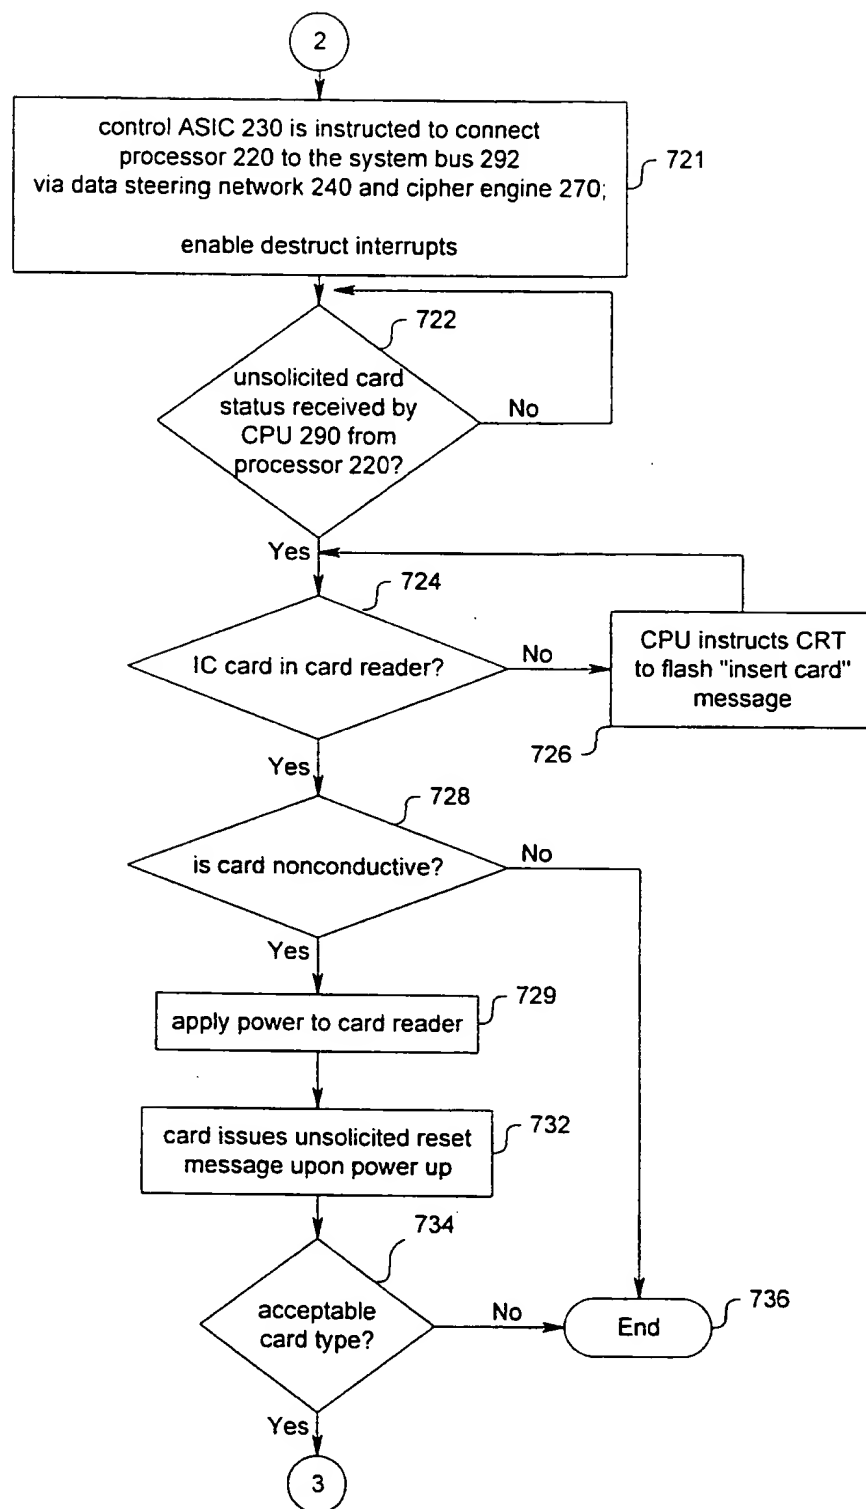 2
control ASIC 230 is instructed to connect
processor 220 to the system bus 292
via data steering network 240 and cipher engine 270;
enable destruct interrupts
721
722
unsolicited card
status received by
CPU 290 from
processor 220?
No
Yes
724
IC card in card reader?
No
CPU instructs CRT
to flash "insert card"
message
726
Yes
728
is card nonconductive?
No
Yes
apply power to card reader
729
card issues unsolicited reset
message upon power up
732
734
acceptable
card type?
No
End
736
Yes
3